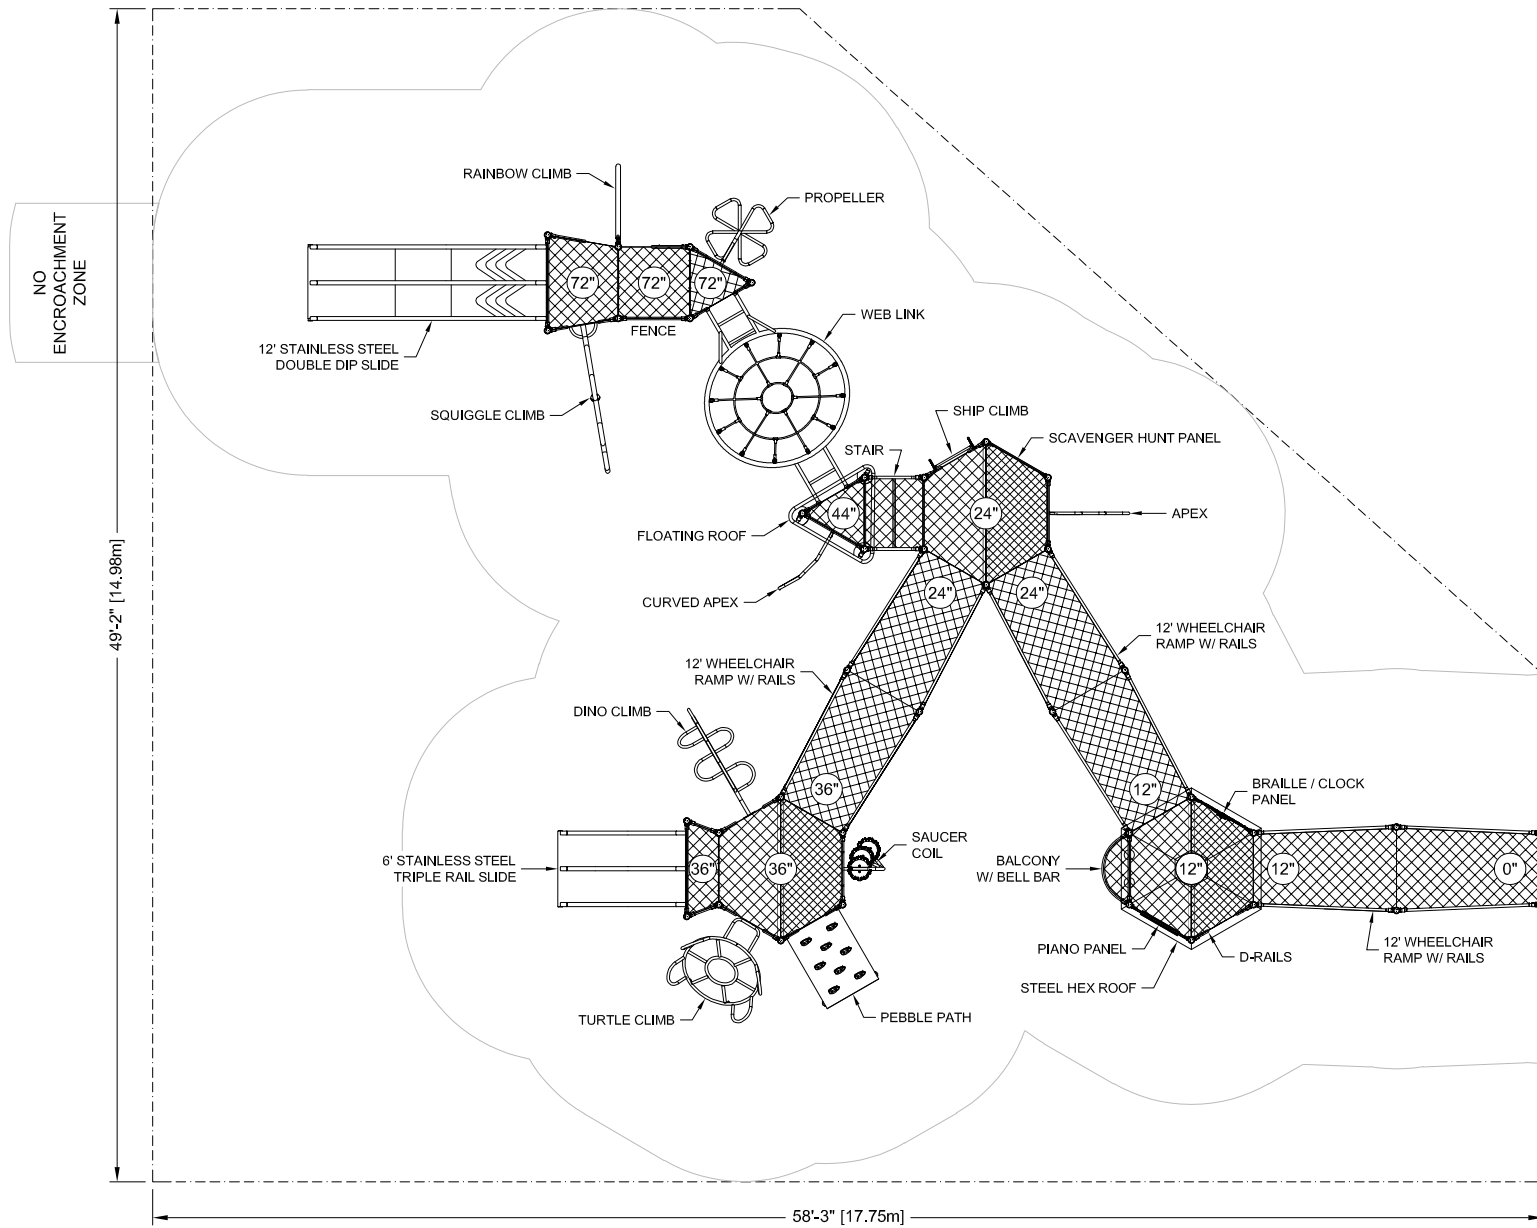 RAINBOW CLIMB
PROPELLER
NO
ENCROACHMENT
ZONE
72"
72"
72"
WEB LINK
FENCE
12' STAINLESS STEEL
DOUBLE DIP SLIDE
SQUIGGLE CLIMB
SHIP CLIMB
SCAVENGER HUNT PANEL
STAIR
44"
24"
APEX
FLOATING ROOF
CURVED APEX
24"
24"
12' WHEELCHAIR
RAMP W/ RAILS
12' WHEELCHAIR
RAMP W/ RAILS
49'-2" [14.98m]
DINO CLIMB
36"
12"
BRAILLE / CLOCK
PANEL
SAUCER
COIL
6' STAINLESS STEEL
TRIPLE RAIL SLIDE
36"
36"
BALCONY
W/ BELL BAR
12"
12"
0"
PIANO PANEL
D-RAILS
12' WHEELCHAIR
RAMP W/ RAILS
STEEL HEX ROOF
TURTLE CLIMB
PEBBLE PATH
58'-3" [17.75m]